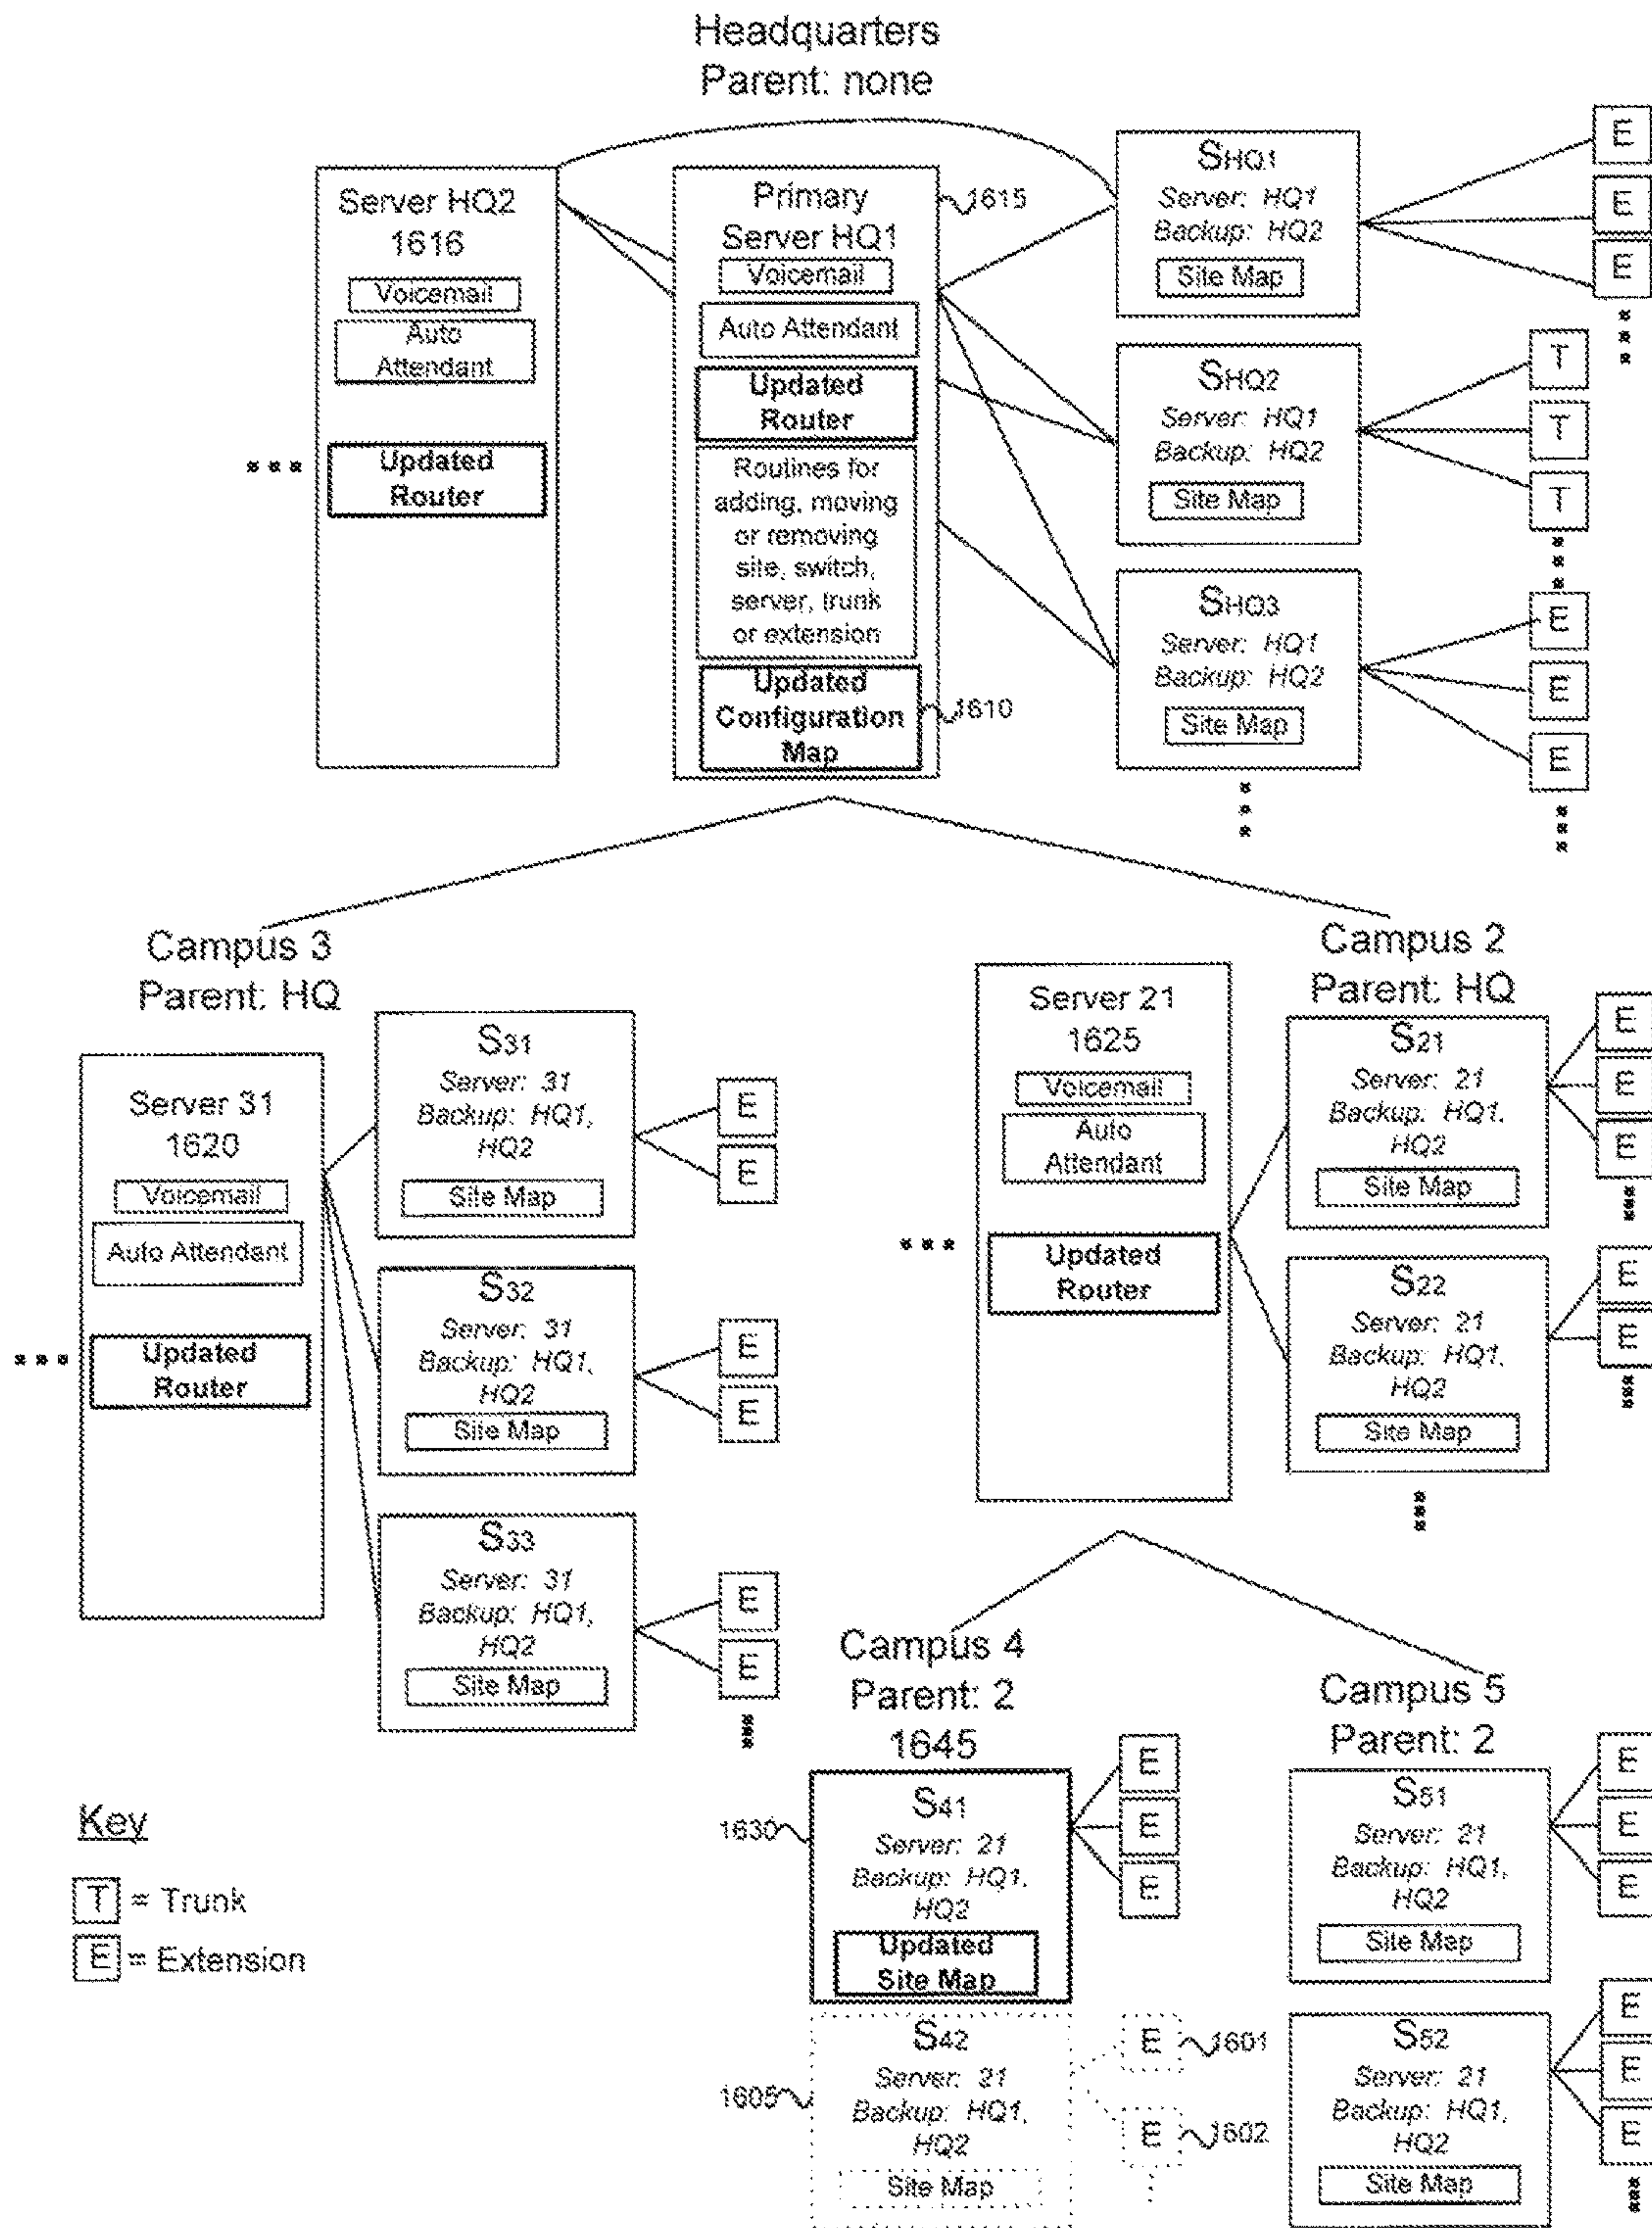 Headquarters
Parent: none
Server HQ2
1616
Voicemail
Auto
Attendant
Updated
Router
Primary
Server HQ1
1615
Voicemail
Auto Attendant
Updated
Router
Routines for
adding, moving
or removing
site, switch,
server, trunk
or extension
Updated
Configuration
Map
1610
SHQ1
Server: HQ1
Backup: HQ2
Site Map
E
E
E
SHQ2
Server: HQ1
Backup: HQ2
Site Map
T
T
T
SHQ3
Server: HQ1
Backup: HQ2
Site Map
E
E
E
Campus 3
Parent: HQ
Server 31
1620
Voicemail
Auto Attendant
Updated
Router
S31
Server: 31
Backup: HQ1,
HQ2
Site Map
E
E
S32
Server: 31
Backup: HQ1,
HQ2
Site Map
E
E
S33
Server: 31
Backup: HQ1,
HQ2
Site Map
E
E
Campus 2
Parent: HQ
Server 21
1625
Voicemail
Auto
Attendant
Updated
Router
S21
Server: 21
Backup: HQ1,
HQ2
Site Map
E
E
E
S22
Server: 21
Backup: HQ1,
HQ2
Site Map
E
E
Campus 4
Parent: 2
1645
1630
S41
Server: 21
Backup: HQ1,
HQ2
Updated
Site Map
E
E
E
1605
S42
Server: 21
Backup: HQ1,
HQ2
Site Map
E
1601
E
1602
Campus 5
Parent: 2
S51
Server: 21
Backup: HQ1,
HQ2
Site Map
E
E
E
S52
Server: 21
Backup: HQ1,
HQ2
Site Map
E
E
E
Key
T = Trunk
E = Extension